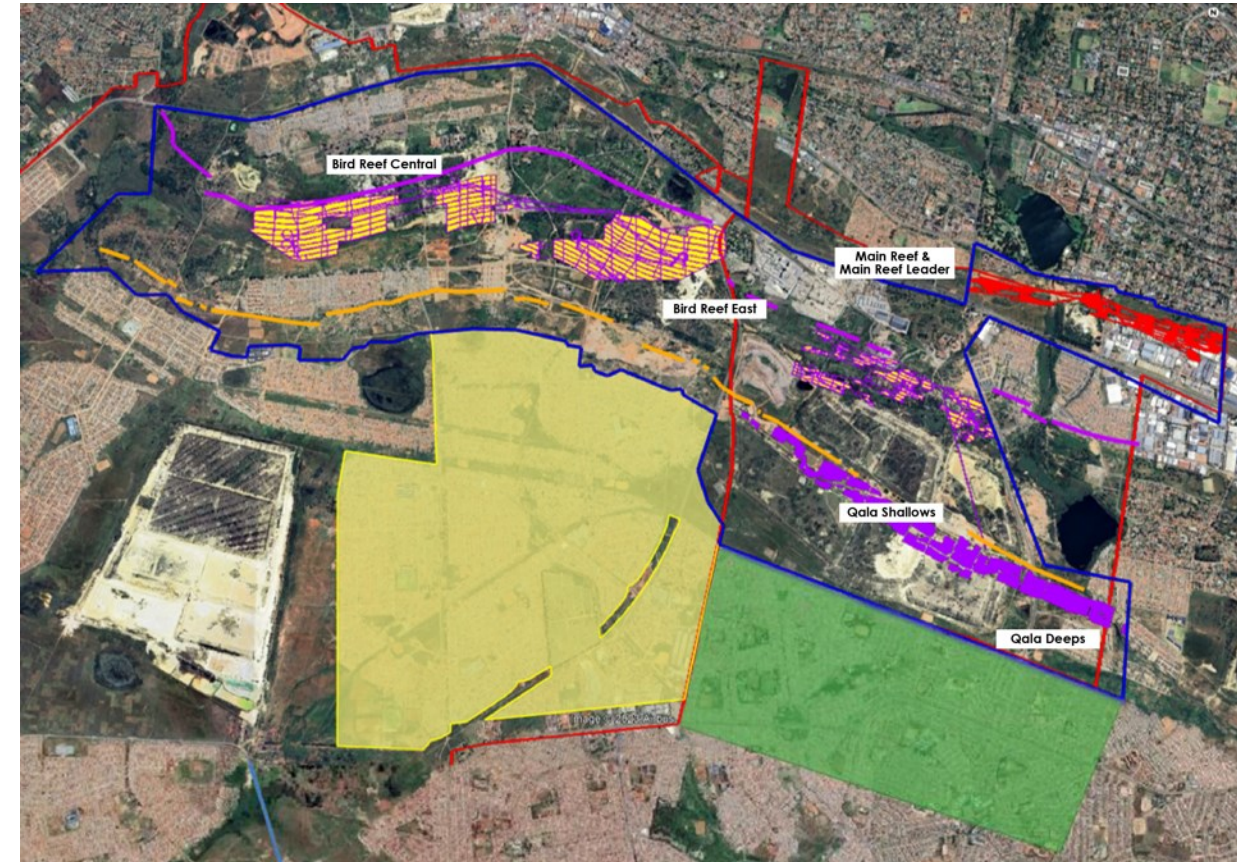 N
Bird Reef Central
Main Reef &
Main Reef Leader
Bird Reef East
Qala Shallows
Qala Deeps